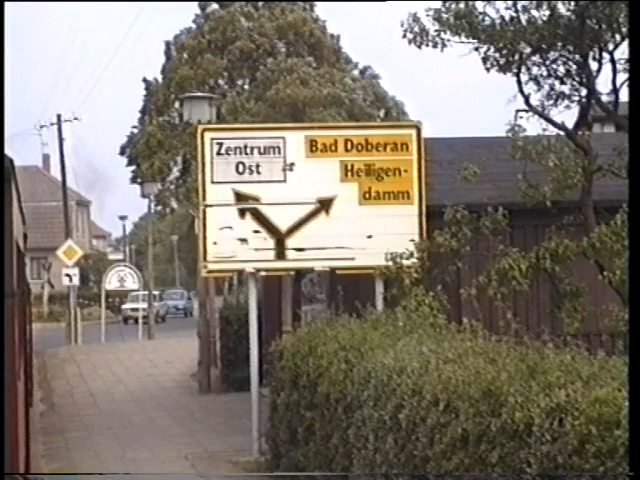 Zentrum
Ost
Bad Doberan
Heiligen-
damm